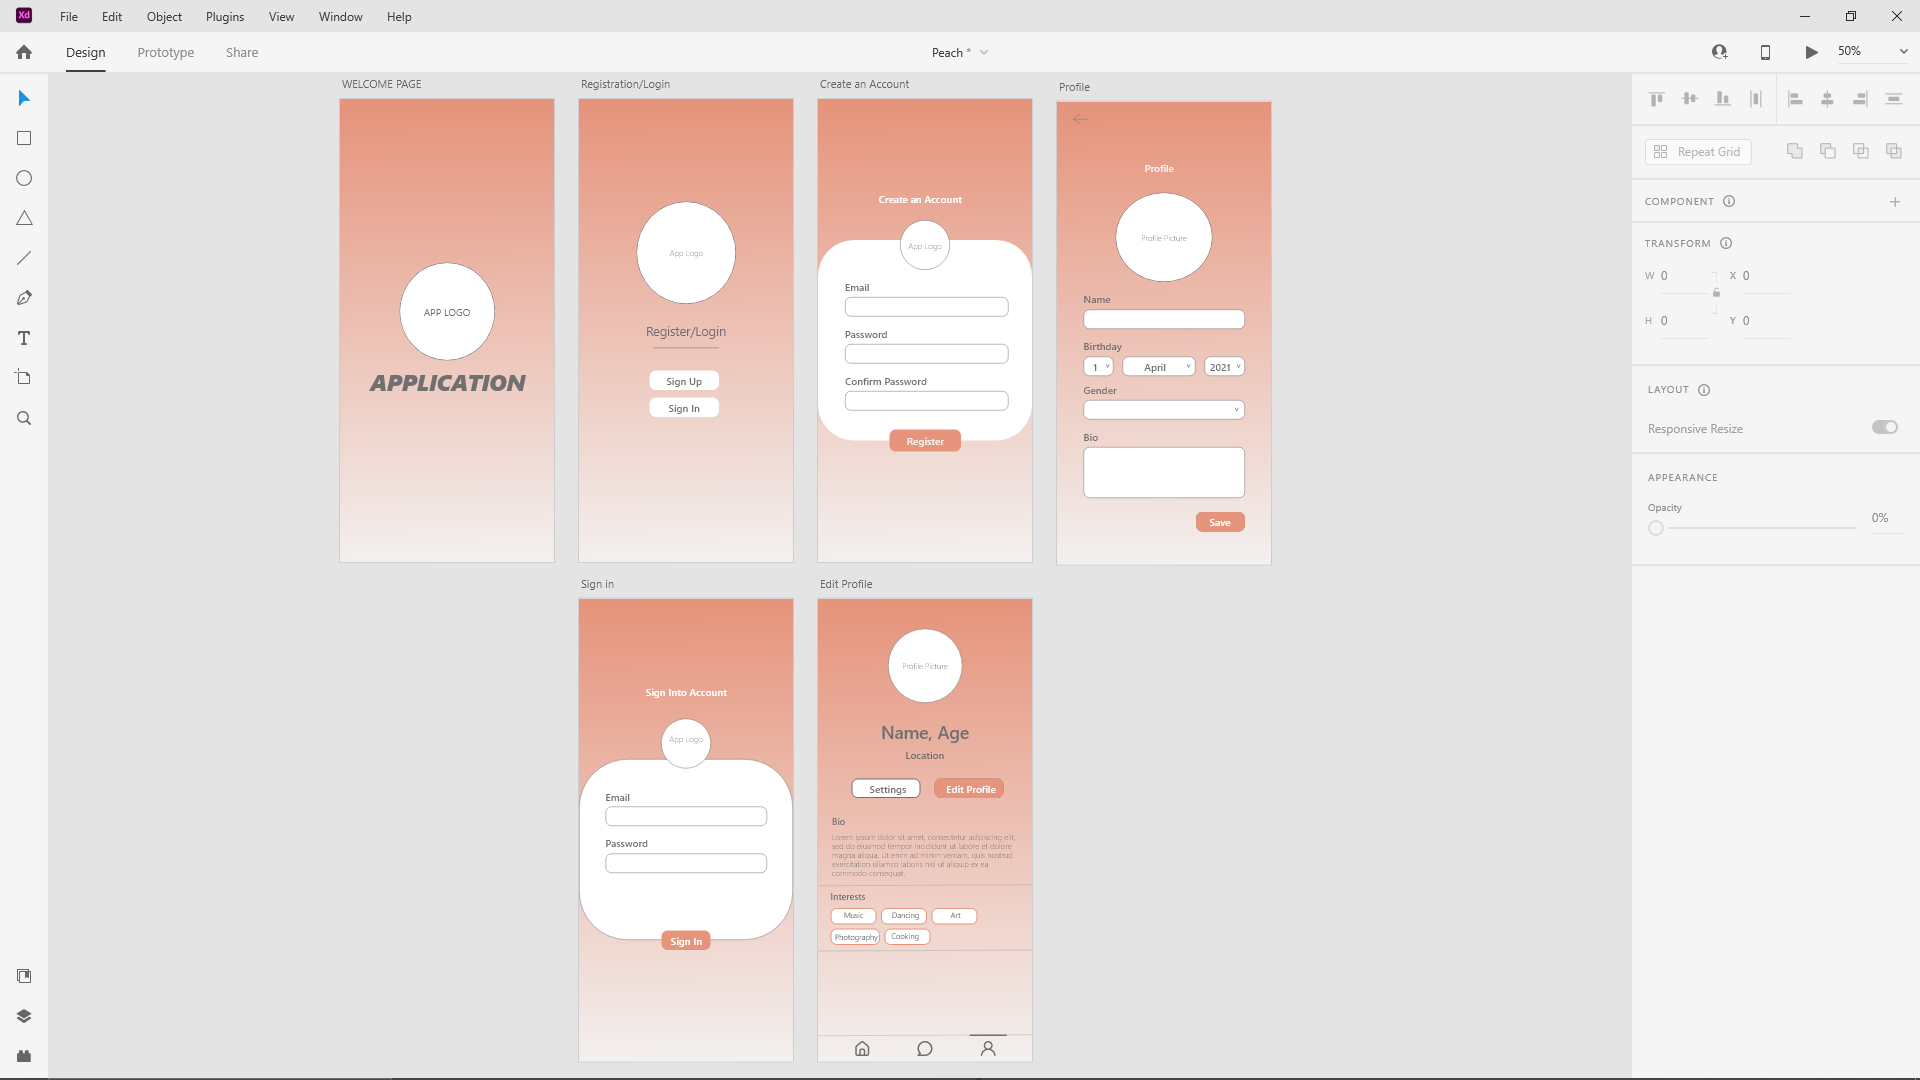 Xd File Edit Object Plugins View Window Help
Design Prototype Share
Peach *
50%
WELCOME PAGE
APP LOGO
APPLICATION
Registration/Login
App Logo
Register/Login
Sign Up
Sign In
Create an Account
Create an Account
App Logo
Email
Password
Confirm Password
Register
Profile
Profile
Profile Picture
Name
Birthday
1 April 2021
Gender
Bio
Save
Sign in
Sign Into Account
App Logo
Email
Password
Sign In
Edit Profile
Profile Picture
Name, Age
Location
Settings Edit Profile
Bio
Lorem ipsum dolor sit amet, consectetur adipiscing elit,
sed do eiusmod tempor incididunt ut labore et dolore
magna aliqua. Ut enim ad minim veniam, quis nostrud
exercitation ullamco laboris nisi ut aliquip ex ea
commodo consequat.
Interests
Music Dancing Art
Photography Cooking
Repeat Grid
COMPONENT
TRANSFORM
W 0 X 0
H 0 Y 0
LAYOUT
Responsive Resize
APPEARANCE
Opacity
0%